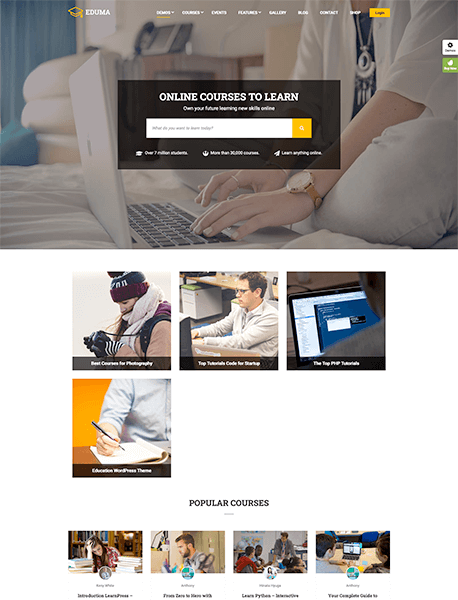 EDUMA
DEMOS COURSES EVENTS FEATURES GALLERY BLOG CONTACT SHOP Login
Demos
Buy Now
ONLINE COURSES TO LEARN
Own your future learning new skills online
What do you want to learn today?
Over 7 million students. More than 30,000 courses. Learn anything online.
Best Courses for Photography
Top Tutorials Code for Startup
The Top PHP Tutorials
Education WordPress Theme
POPULAR COURSES
Amy White Anthony Hinata Hyuga Anthony
Introduction LearnPress – From Zero to Hero with Learn Python – Interactive Your Complete Guide to